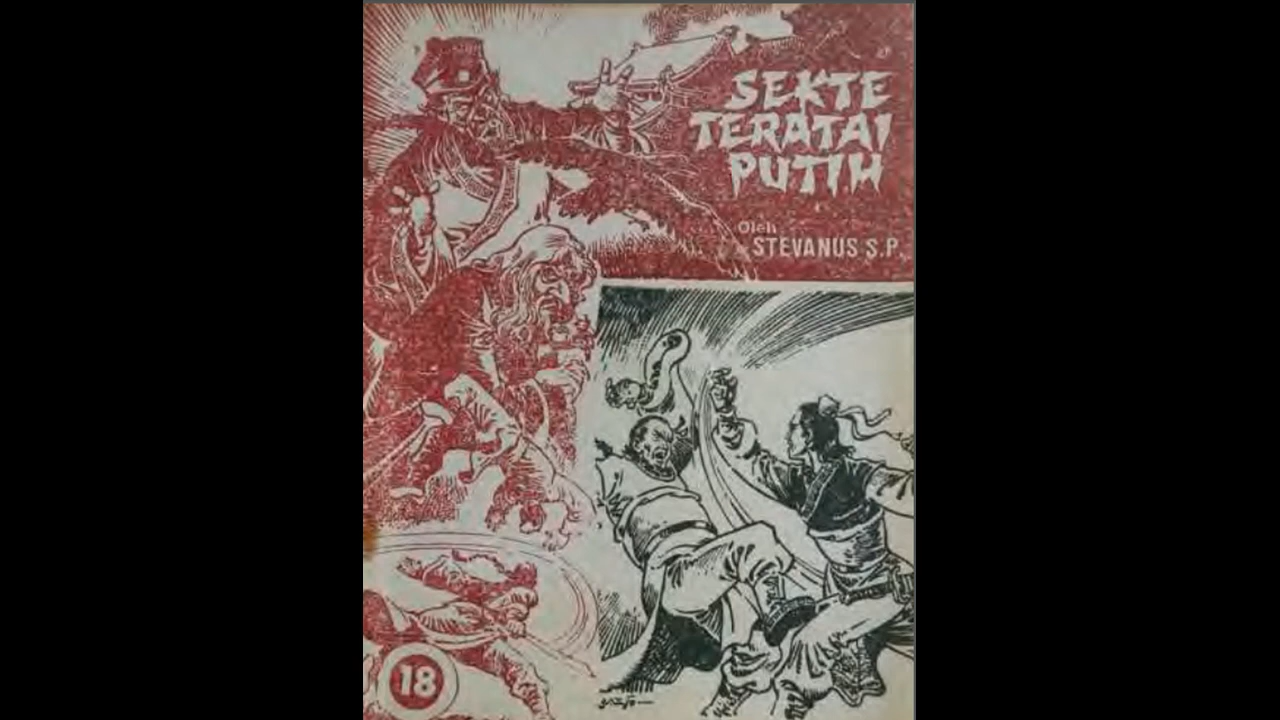 SEKTE
TERATAI
PUTIH
Oleh
STEVANUS S.P.
18